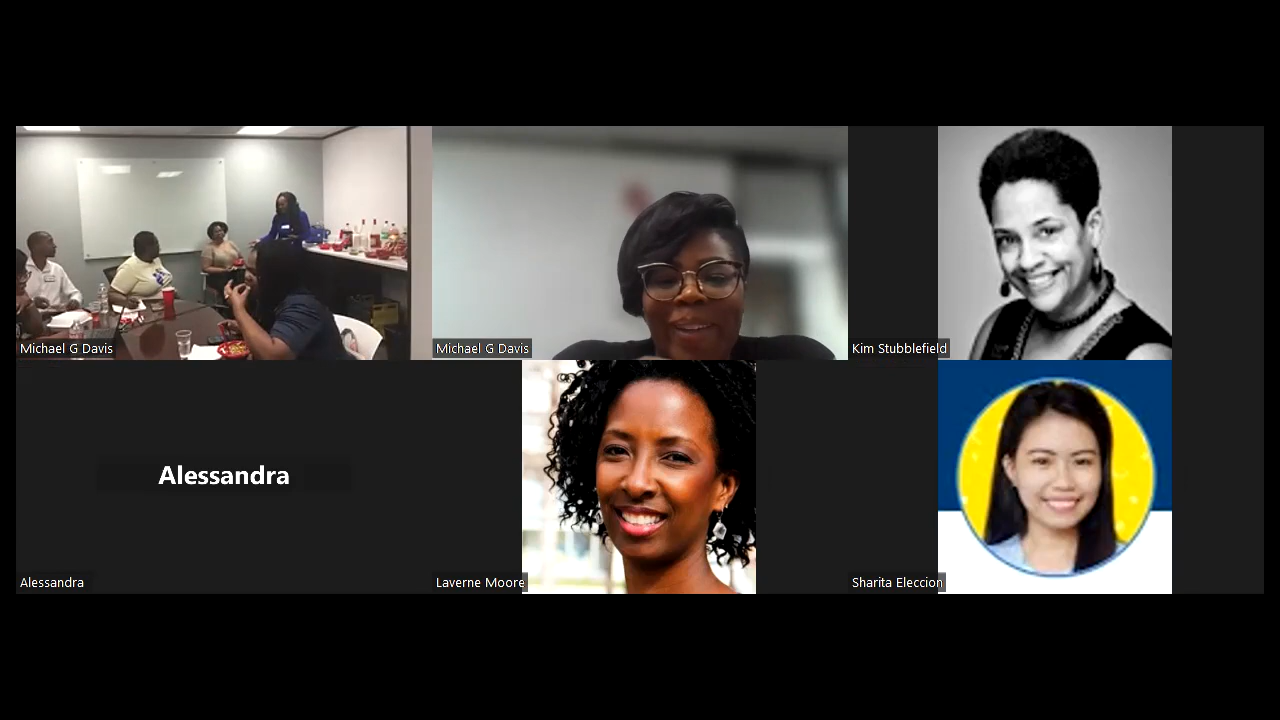 Michael G Davis
Michael G Davis
Kim Stubblefield
Alessandra
Alessandra
Laverne Moore
Sharita Eleccion